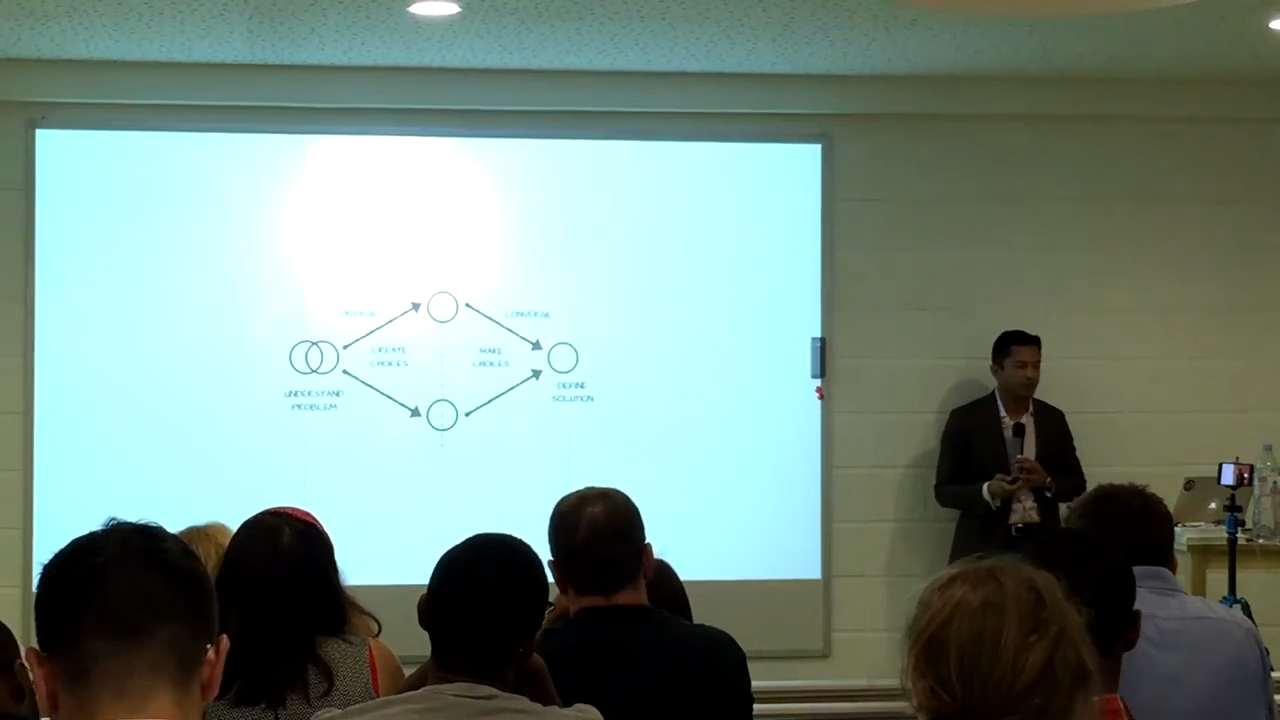 DIVERGE
CONVERGE
CREATE
CHOICES
MAKE
CHOICES
UNDERSTAND
PROBLEM
DEFINE
SOLUTION